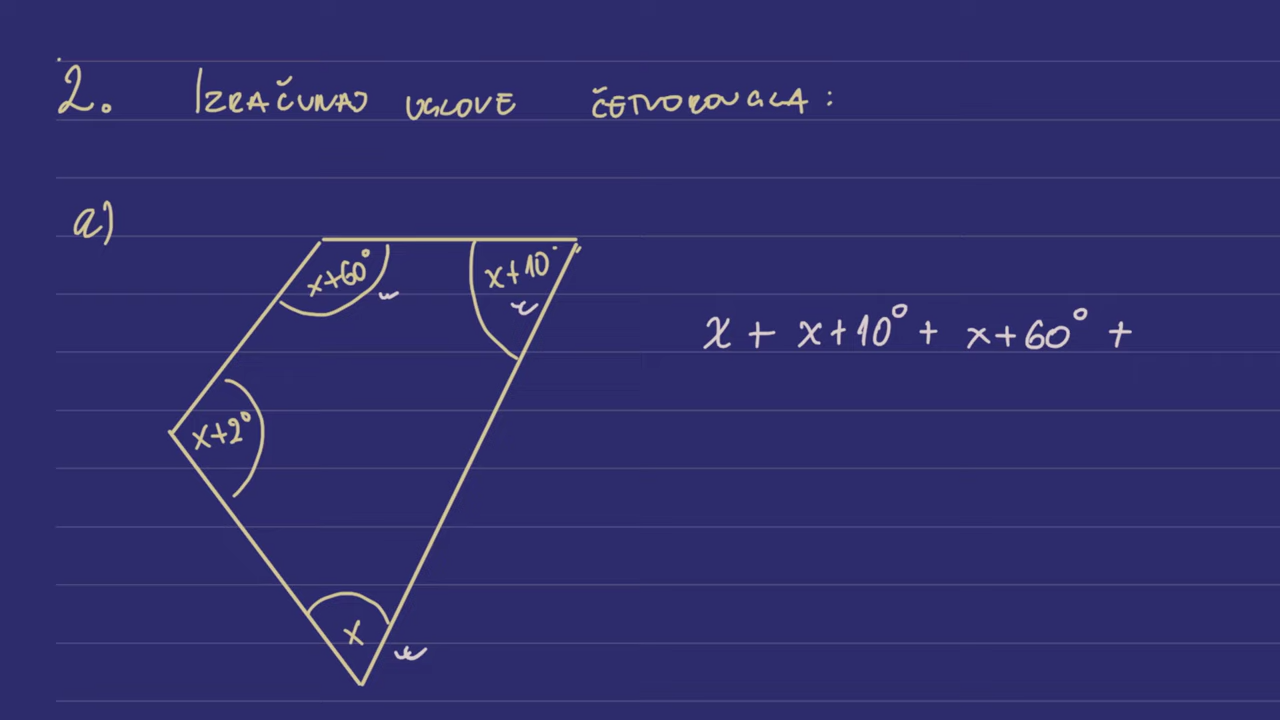 2. IZRAČUNAJ UGLOVE ČETVOROUGLA:
a)
x+60° x+10°
x + x+10° + x+60° +
x+2°
x